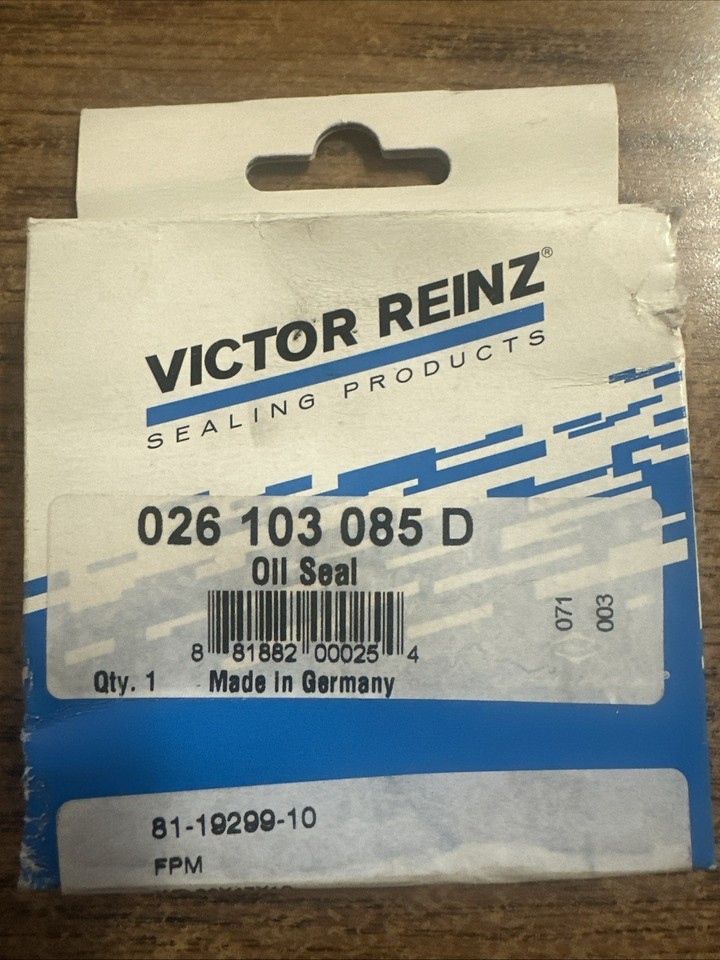 VICTOR REINZ®
SEALING PRODUCTS
026 103 085 D
Oil Seal
071
003
8 81882 00025 4
Qty. 1 Made in Germany
81-19299-10
FPM